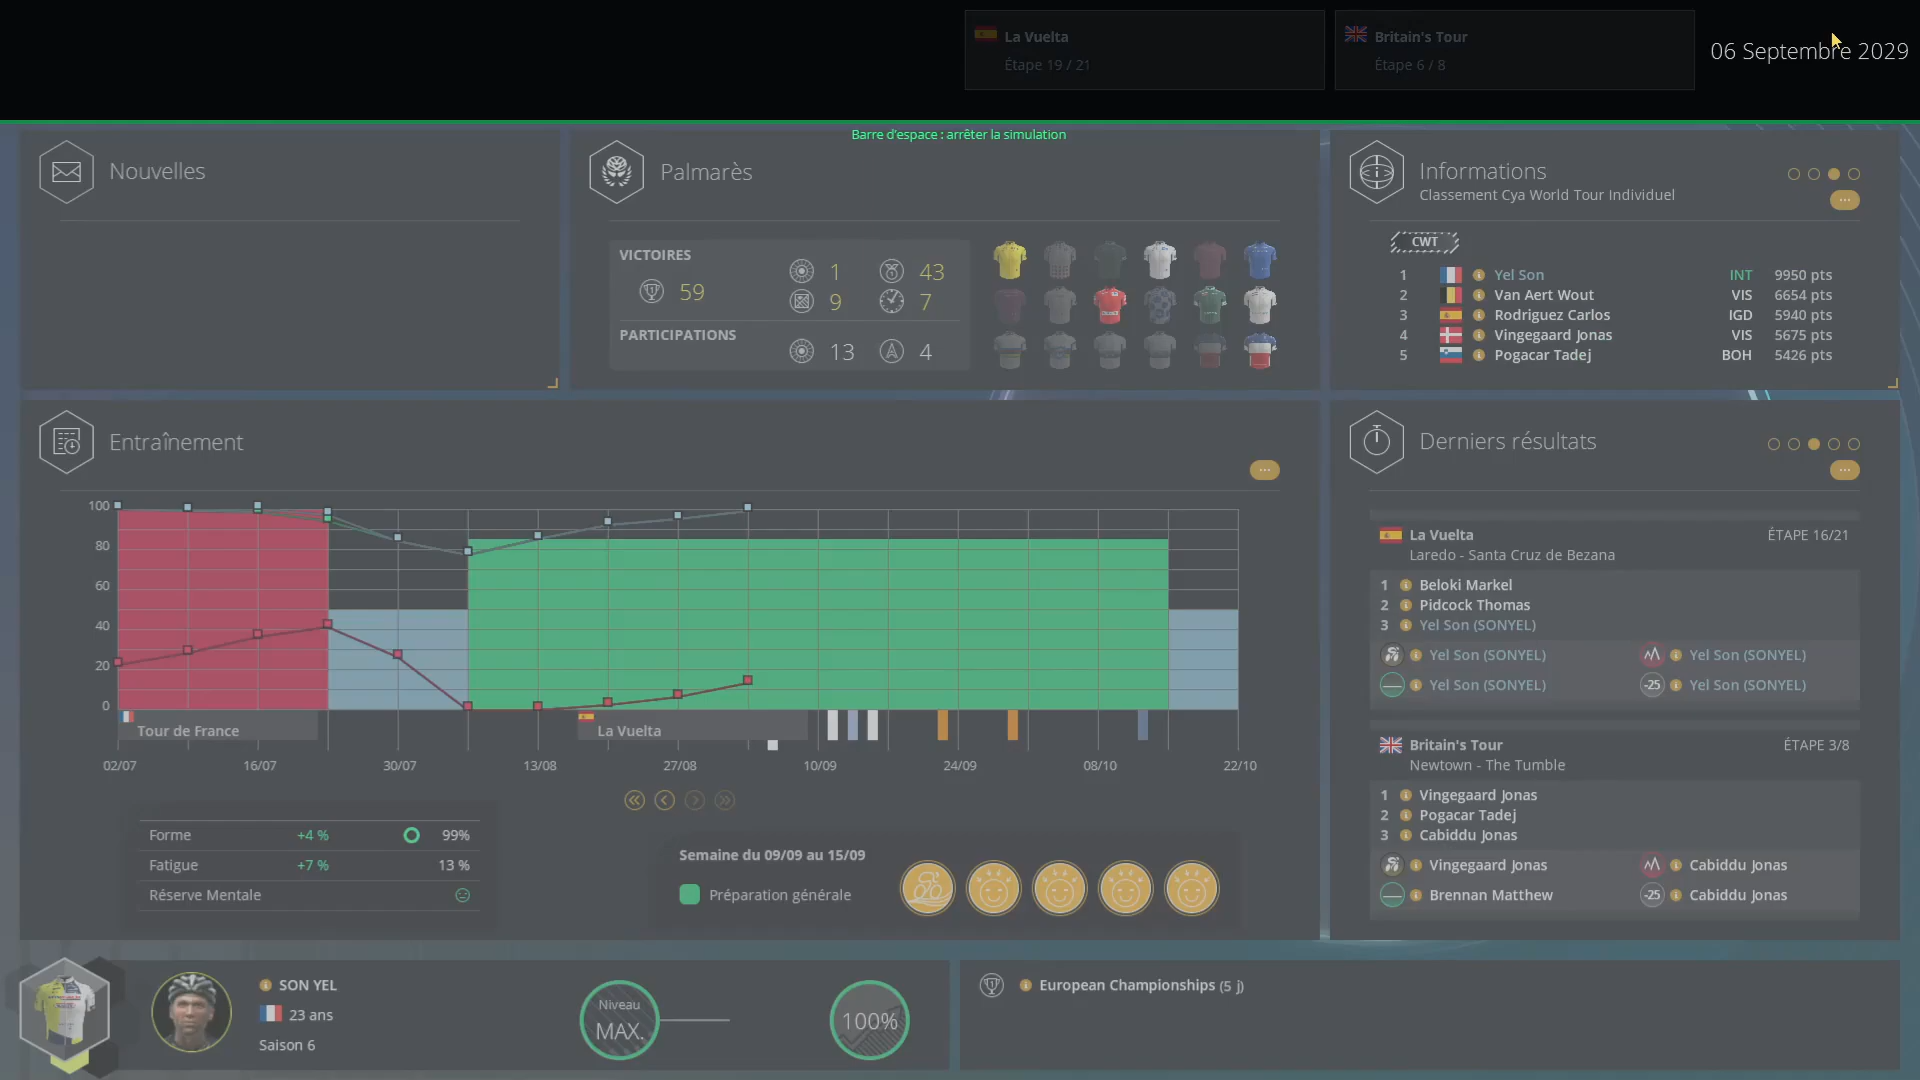 La Vuelta
Étape 19 / 21
Britain's Tour
Étape 6 / 8
06 Septembre 2029
Barre d'espace : arrêter la simulation
Nouvelles
Palmarès
VICTOIRES
59
1
43
9
7
PARTICIPATIONS
13
4
Informations
Classement Cya World Tour Individuel
CWT
1 Yel Son INT 9950 pts
2 Van Aert Wout VIS 6654 pts
3 Rodriguez Carlos IGD 5940 pts
4 Vingegaard Jonas VIS 5675 pts
5 Pogacar Tadej BOH 5426 pts
Entraînement
100
80
60
40
20
0
Tour de France
La Vuelta
02/07 16/07 30/07 13/08 27/08 10/09 24/09 08/10 22/10
Forme +4 % 99%
Fatigue +7 % 13 %
Réserve Mentale
Semaine du 09/09 au 15/09
Préparation générale
Derniers résultats
La Vuelta ÉTAPE 16/21
Laredo - Santa Cruz de Bezana
1 Beloki Markel
2 Pidcock Thomas
3 Yel Son (SONYEL)
Yel Son (SONYEL) Yel Son (SONYEL)
Yel Son (SONYEL) -25 Yel Son (SONYEL)
Britain's Tour ÉTAPE 3/8
Newtown - The Tumble
1 Vingegaard Jonas
2 Pogacar Tadej
3 Cabiddu Jonas
Vingegaard Jonas Cabiddu Jonas
Brennan Matthew -25 Cabiddu Jonas
SON YEL
23 ans
Saison 6
Niveau
MAX.
100%
European Championships (5 j)